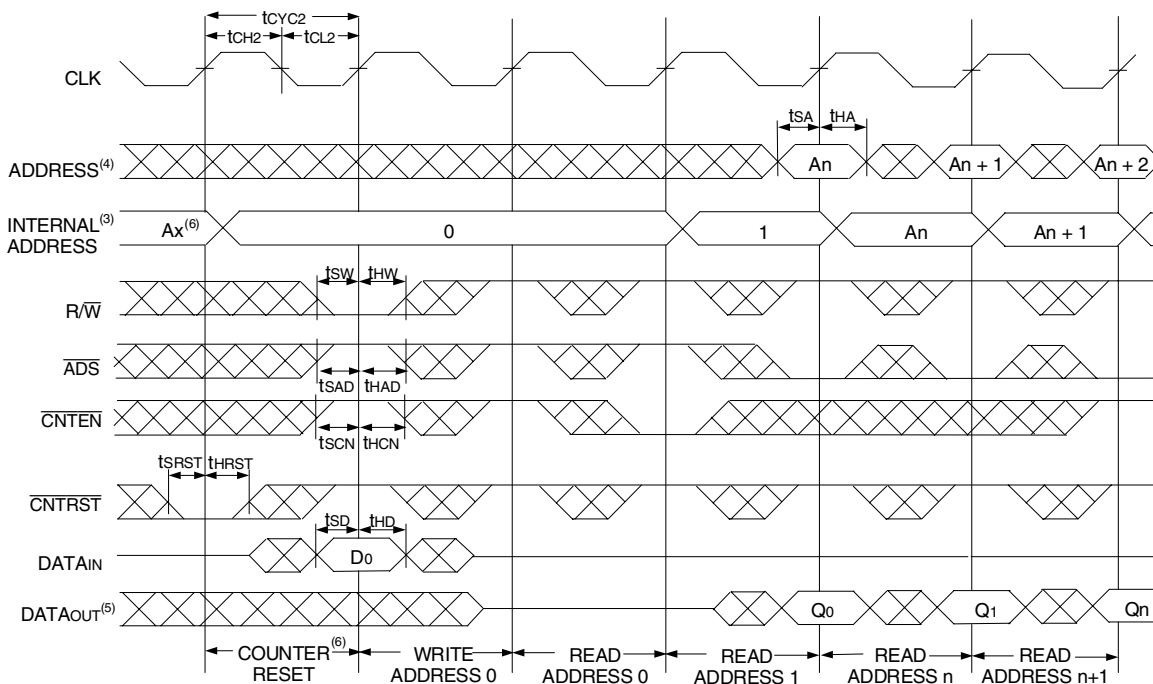 tCYC2
tCH2 tCL2
CLK
tSA tHA
ADDRESS(4) An An + 1 An + 2
INTERNAL(3)
ADDRESS Ax(6) 0 1 An An + 1
tSW tHW
R/W̅
A̅D̅S̅
tSAD tHAD
C̅N̅T̅E̅N̅
tSCN tHCN
tSRST tHRST
C̅N̅T̅R̅S̅T̅
tSD tHD
DATAIN D0
DATAOUT(5) Q0 Q1 Qn
COUNTER(6) WRITE READ READ READ READ
RESET ADDRESS 0 ADDRESS 0 ADDRESS 1 ADDRESS n ADDRESS n+1